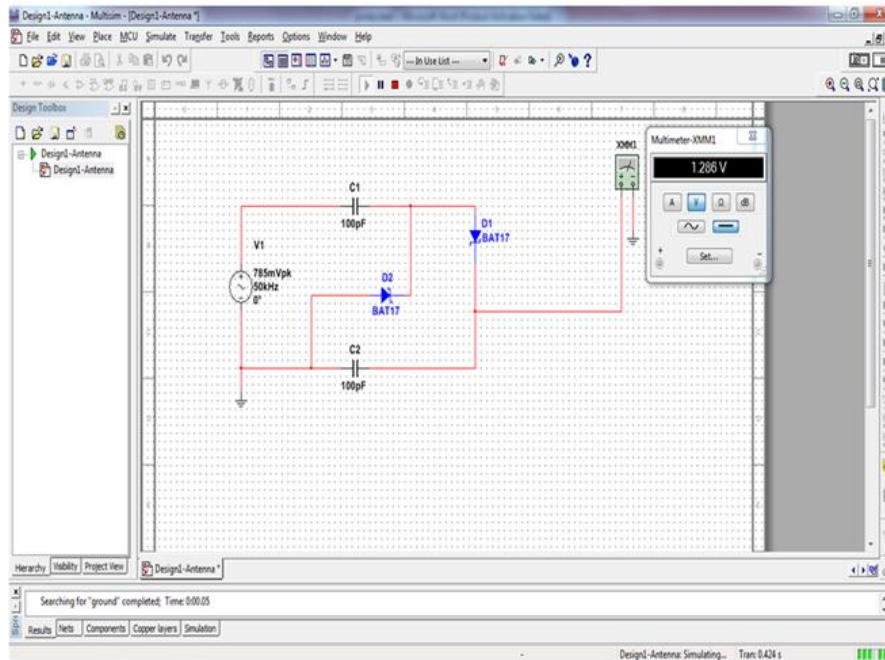 Design1-Antenna - Multisim - [Design1-Antenna *]
File Edit View Place MCU Simulate Transfer Tools Reports Options Window Help
--- In Use List ---
Design Toolbox
Design1-Antenna
Design1-Antenna
XMM1
Multimeter-XMM1
1.286 V
A V Ω dB
Set...
+ -
C1
100pF
D1
BAT17
V1
785mVpk
50kHz
0°
D2
BAT17
C2
100pF
Hierarchy Visibility Project View
Design1-Antenna *
Searching for "ground" completed; Time 0:00.05
Results Nets Components Copper layers Simulation
Design1-Antenna: Simulating... Tran: 0.424 s